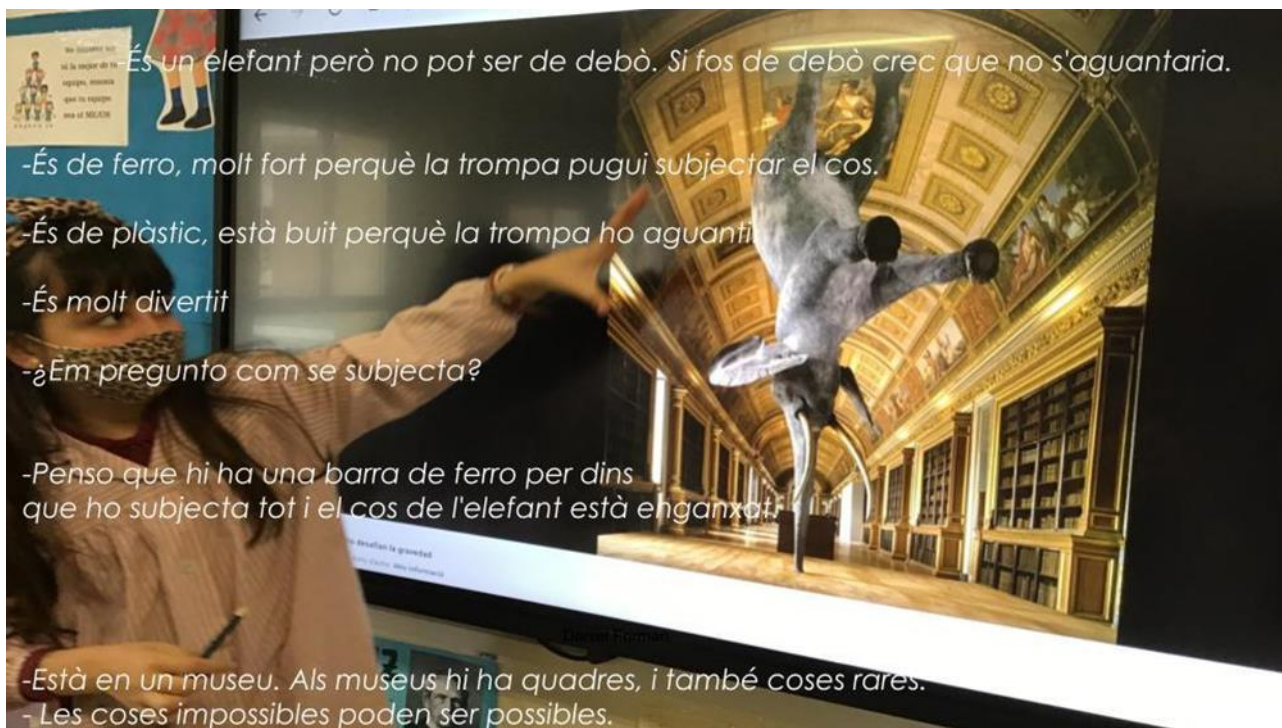 -És un elefant però no pot ser de debò. Si fos de debò crec que no s'aguantaria.
-És de ferro, molt fort perquè la trompa pugui subjectar el cos.
-És de plàstic, està buit perquè la trompa ho aguanti
-És molt divertit
-¿Em pregunto com se subjecta?
-Penso que hi ha una barra de ferro per dins
que ho subjecta tot i el cos de l'elefant està enganxat.
desafían la gravedad
-Està en un museu. Als museus hi ha quadres, i també coses rares.
- Les coses impossibles poden ser possibles.